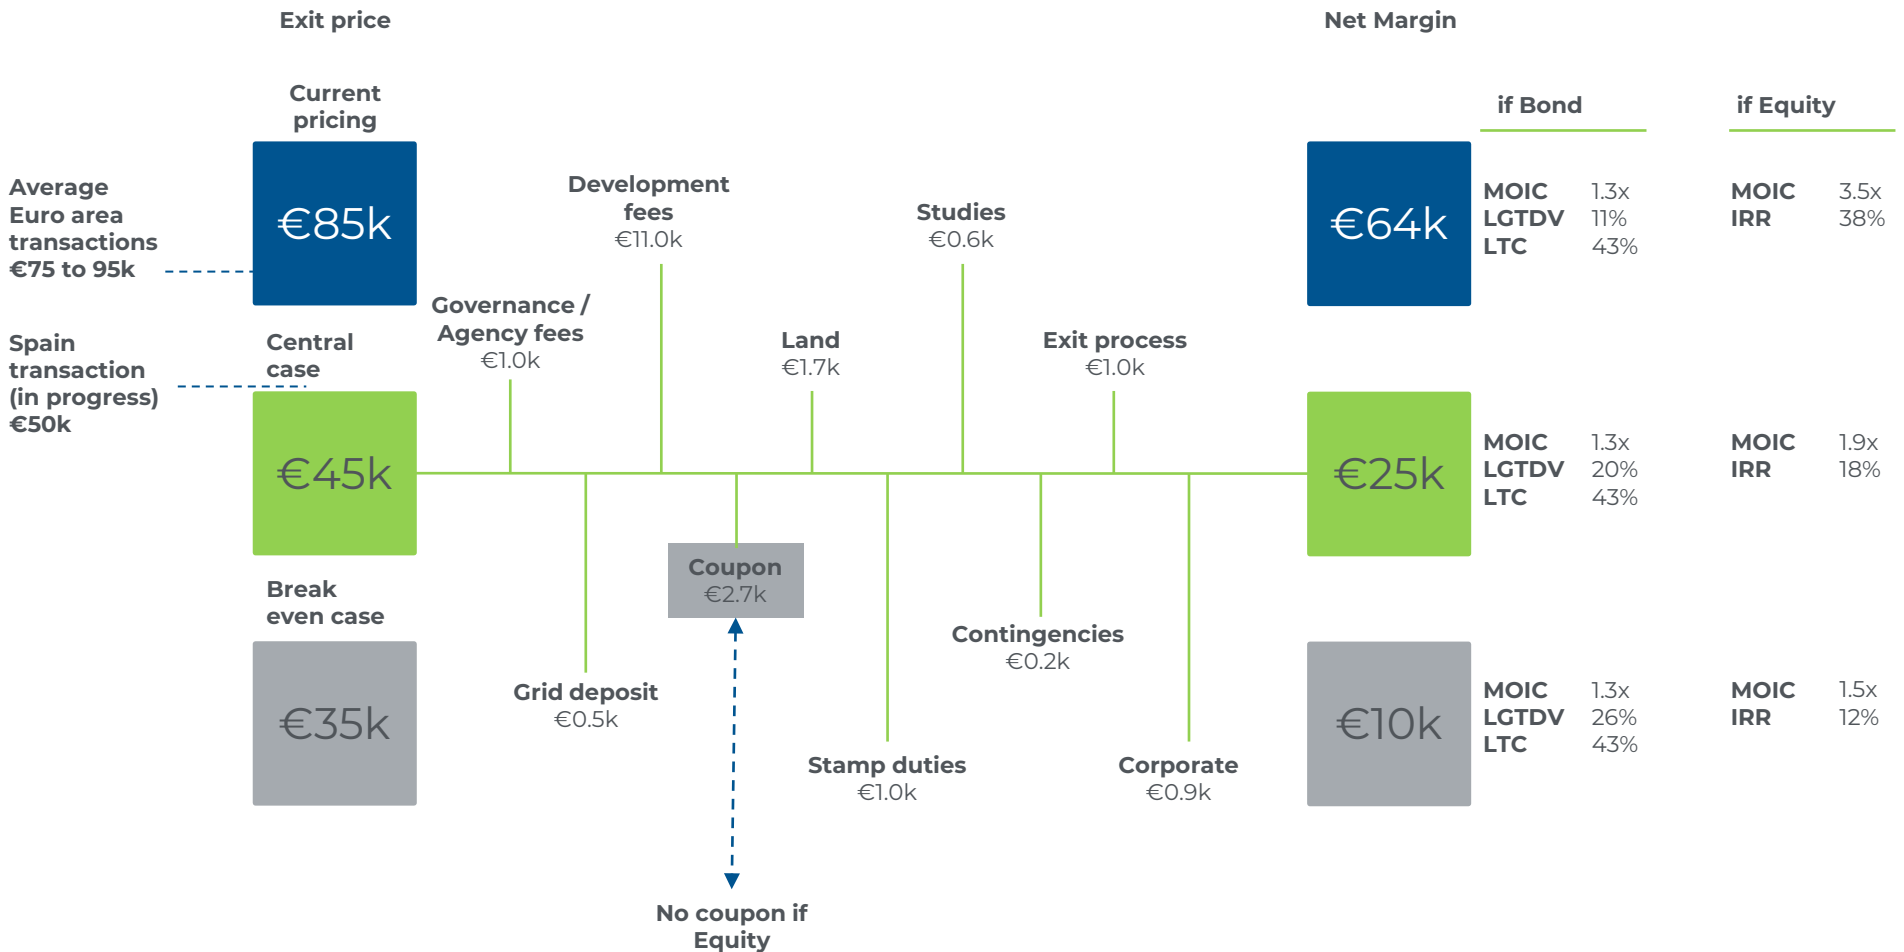 Exit price
Net Margin
Current
pricing
if Bond
if Equity
Average
Euro area
transactions
€75 to 95k
€85k
Development
fees
€11.0k
Studies
€0.6k
€64k
MOIC 1.3x
LGTDV 11%
LTC 43%
MOIC 3.5x
IRR 38%
Governance /
Agency fees
€1.0k
Land
€1.7k
Exit process
€1.0k
Spain
transaction
(in progress)
€50k
Central
case
€45k
€25k
MOIC 1.3x
LGTDV 20%
LTC 43%
MOIC 1.9x
IRR 18%
Coupon
€2.7k
Break
even case
€35k
Grid deposit
€0.5k
Contingencies
€0.2k
Stamp duties
€1.0k
Corporate
€0.9k
€10k
MOIC 1.3x
LGTDV 26%
LTC 43%
MOIC 1.5x
IRR 12%
No coupon if
Equity